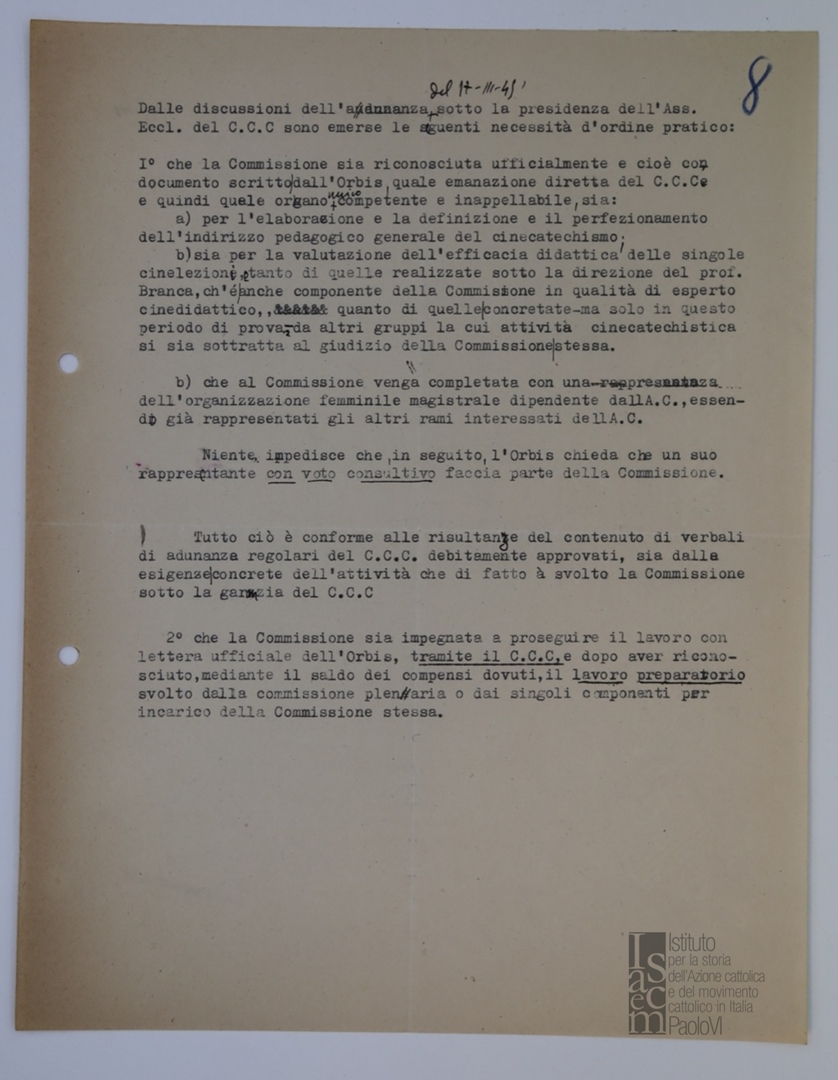 8
del 17-III-45
Dalle discussioni dell'adunnanza, sotto la presidenza dell'Ass.
Eccl. del C.C.C sono emerse le sguenti necessità d'ordine pratico:
I° che la Commissione sia riconosciuta ufficialmente e cioè con
documento scritto|dall'Orbis, quale emanazione diretta del C.C.C.
e quindi quale organo competente e inappellabile, sia:
a) per l'elaborazione e la definizione e il perfezionamento
dell'indirizzo pedagogico generale del cinecatechismo;
b)sia per la valutazione dell'efficacia didattica delle singole
cinelezioni, tanto di quelle realizzate sotto la direzione del prof.
Branca, ch'é|anche componente della Commissione in qualità di esperto
cinedidattico,, quanto di quelle|concretate-ma solo in questo
periodo di prova-da altri gruppi la cui attività cinecatechistica
si sia sottratta al giudizio della Commissione|stessa.
b) che al Commissione venga completata con una rappresentanza
dell'organizzazione femminile magistrale dipendente dallA.C.,essen-
do già rappresentati gli altri rami interessati dellA.C.
Niente, impedisce che, in seguito, l'Orbis chieda che un suo
rappresentante con voto consultivo faccia parte della Commissione.
) Tutto ciò è conforme alle risultanze del contenuto di verbali
di adunanza regolari del C.C.C. debitamente approvati, sia dalle
esigenze|concrete dell'attività che di fatto à svolto la Commissione
sotto la garazia del C.C.C
2° che la Commissione sia impegnata a proseguire il lavoro con
lettera ufficiale dell'Orbis, tramite il C.C.C, e dopo aver ricono-
sciuto,mediante il saldo dei compensi dovuti,il lavoro preparatorio
svolto dalla commissione plenaria o dai singoli componenti per
incarico della Commissione stessa.
Isacem
Istituto
per la storia
dell'Azione cattolica
e del movimento
cattolico in Italia
PaoloVI